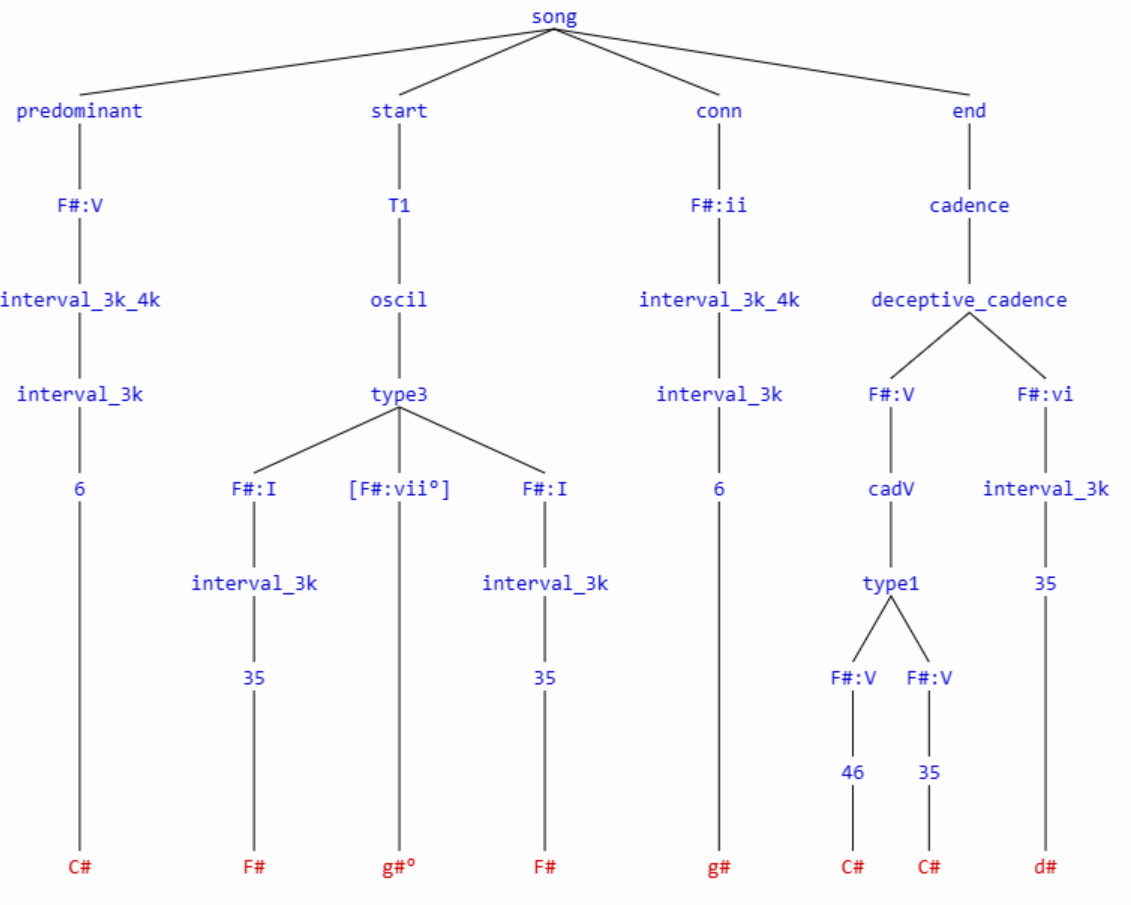 song
predominant start conn end
F#:V T1 F#:ii cadence
interval_3k_4k oscil interval_3k_4k deceptive_cadence
interval_3k type3 interval_3k F#:V F#:vi
6 F#:I [F#:vii°] F#:I 6 cadV interval_3k
interval_3k interval_3k type1 35
35 35 F#:V F#:V
46 35
C# F# g#° F# g# C# C# d#